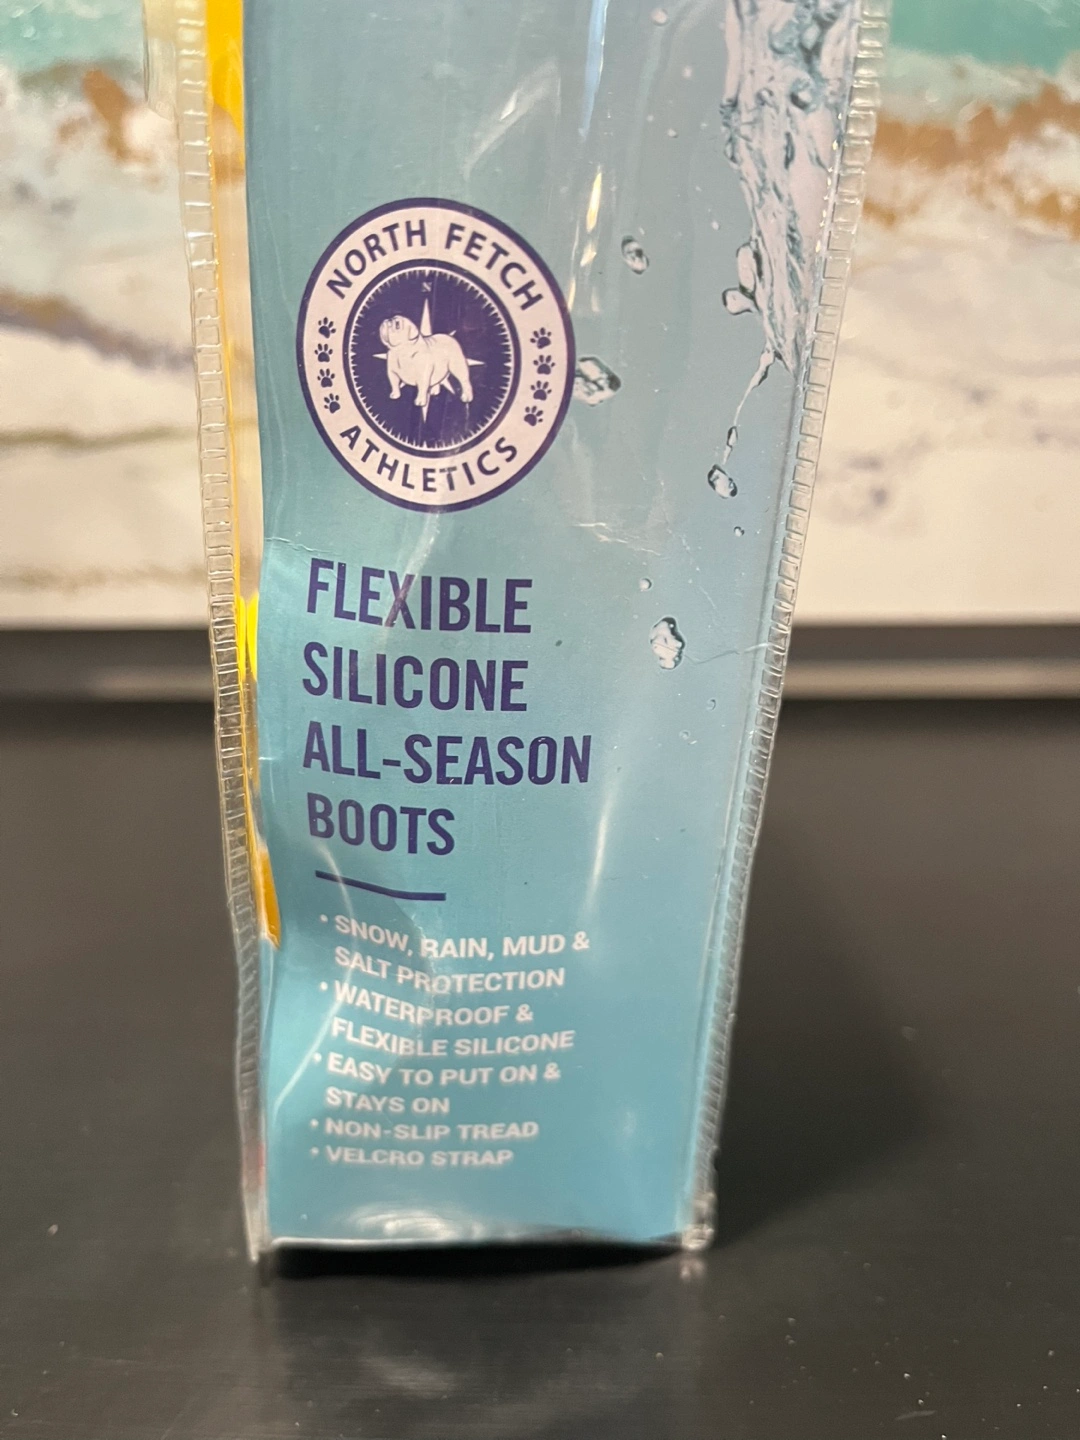 NORTH FETCH
N
ATHLETICS
FLEXIBLE
SILICONE
ALL-SEASON
BOOTS
• SNOW, RAIN, MUD &
SALT PROTECTION
• WATERPROOF &
FLEXIBLE SILICONE
• EASY TO PUT ON &
STAYS ON
• NON-SLIP TREAD
• VELCRO STRAP